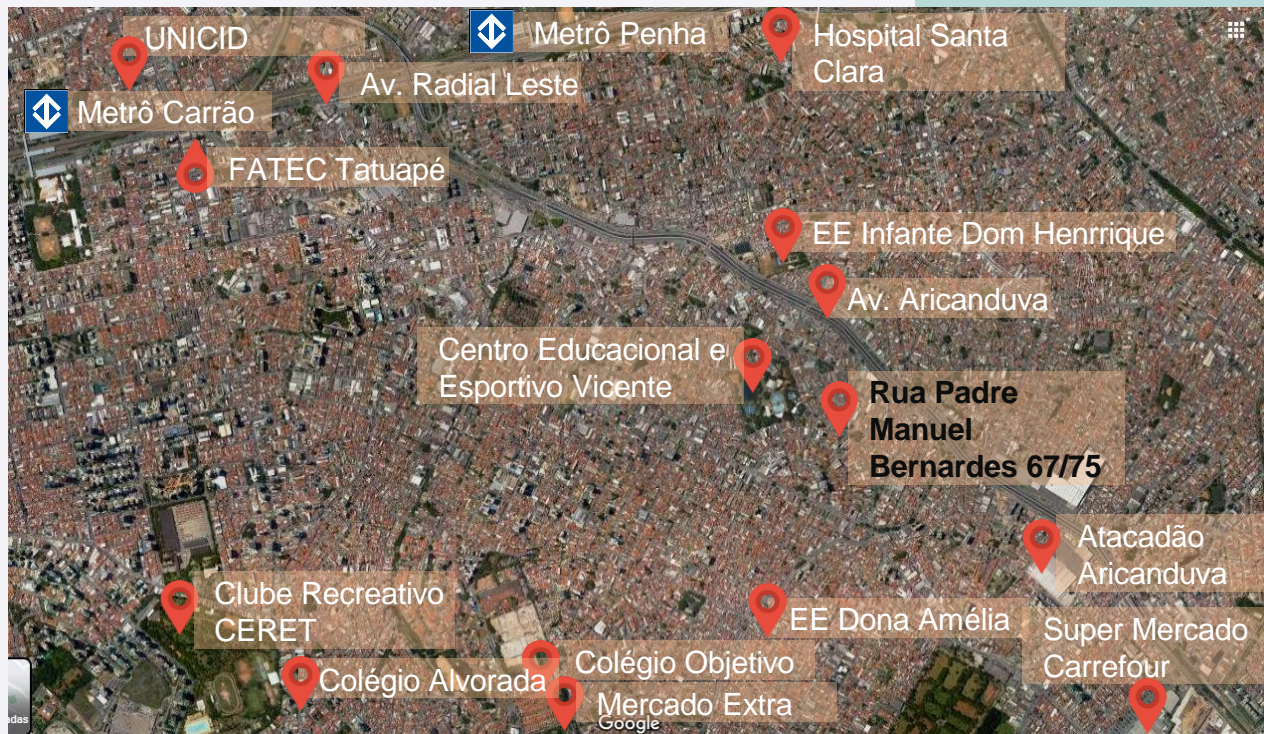 UNICID
Metrô Penha
Hospital Santa
Clara
Av. Radial Leste
Metrô Carrão
FATEC Tatuapé
EE Infante Dom Henrrique
Av. Aricanduva
Centro Educacional e
Esportivo Vicente
Rua Padre
Manuel
Bernardes 67/75
Atacadão
Aricanduva
Clube Recreativo
CERET
EE Dona Amélia
Super Mercado
Carrefour
Colégio Objetivo
Colégio Alvorada
Mercado Extra
Google
adas